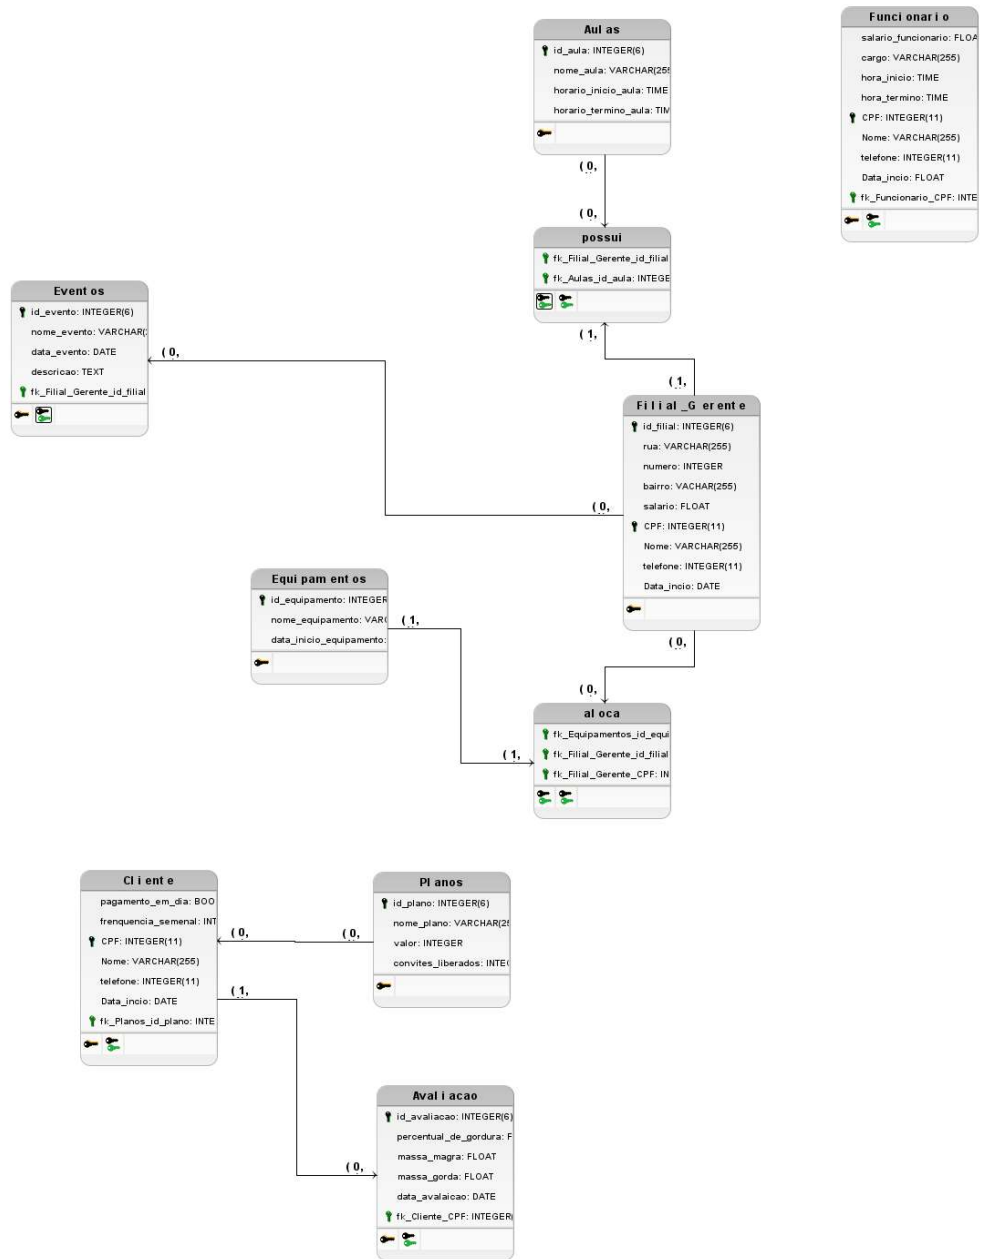 Aulas
id_aula: INTEGER(6)
nome_aula: VARCHAR(255
horario_inicio_aula: TIME
horario_termino_aula: TIM
Funcionario
salario_funcionario: FLOA
cargo: VARCHAR(255)
hora_inicio: TIME
hora_termino: TIME
CPF: INTEGER(11)
Nome: VARCHAR(255)
telefone: INTEGER(11)
Data_incio: FLOAT
fk_Funcionario_CPF: INTE
(0,
(0,
possui
fk_Filial_Gerente_id_filial
fk_Aulas_id_aula: INTEGE
Eventos
id_evento: INTEGER(6)
nome_evento: VARCHAR(
data_evento: DATE
descricao: TEXT
fk_Filial_Gerente_id_filial
(0,
(1,
(1,
Filial_Gerente
id_filial: INTEGER(6)
rua: VARCHAR(255)
numero: INTEGER
bairro: VACHAR(255)
salario: FLOAT
CPF: INTEGER(11)
Nome: VARCHAR(255)
telefone: INTEGER(11)
Data_incio: DATE
(0,
Equipamentos
id_equipamento: INTEGER
nome_equipamento: VARC
data_inicio_equipamento:
(1,
(0,
(0,
aloca
fk_Equipamentos_id_equi
fk_Filial_Gerente_id_filial
fk_Filial_Gerente_CPF: IN
(1,
Cliente
pagamento_em_dia: BOO
frenquencia_semenal: INT
CPF: INTEGER(11)
Nome: VARCHAR(255)
telefone: INTEGER(11)
Data_incio: DATE
fk_Planos_id_plano: INTE
(0,
(0,
Planos
id_plano: INTEGER(6)
nome_plano: VARCHAR(25
valor: INTEGER
convites_liberados: INTEG
(1,
(0,
Avaliacao
id_avaliacao: INTEGER(6)
percentual_de_gordura: F
massa_magra: FLOAT
massa_gorda: FLOAT
data_avalaicao: DATE
fk_Cliente_CPF: INTEGER(